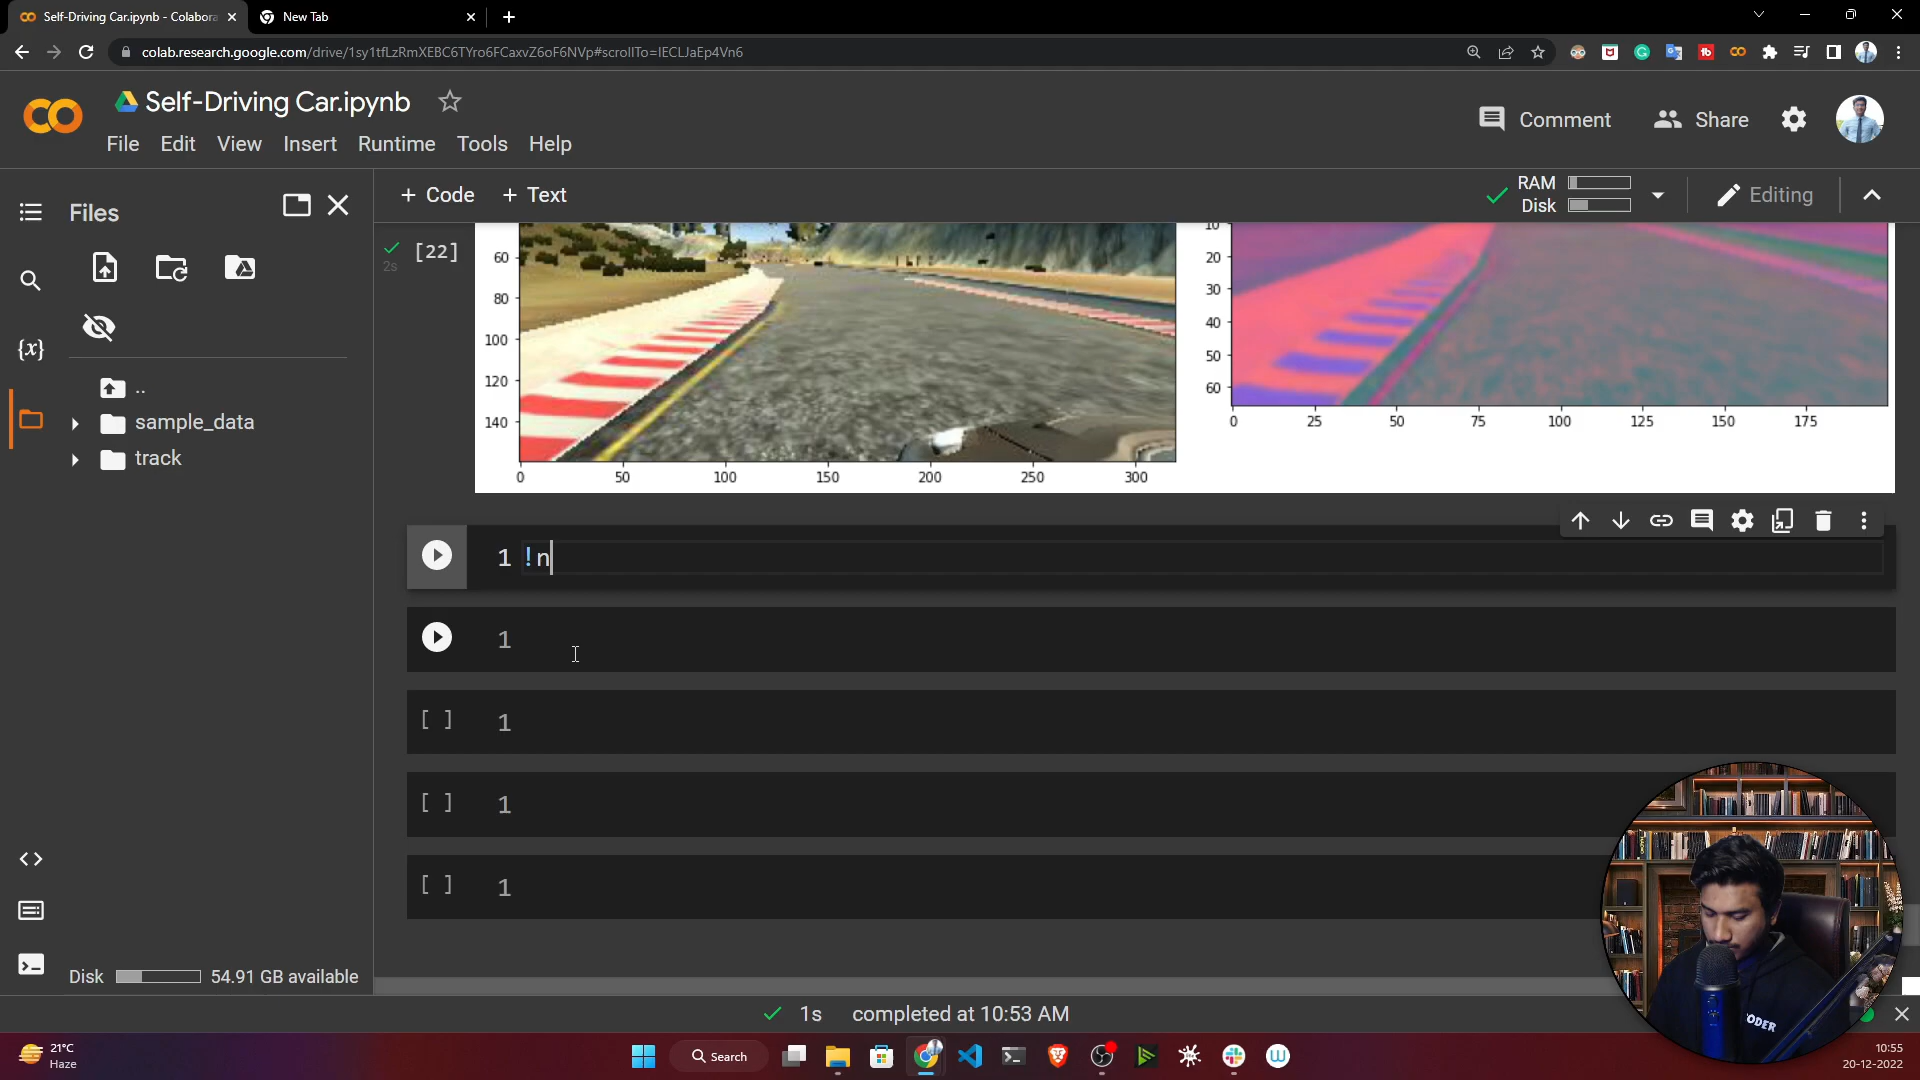 Self-Driving Car.ipynb - Colabora
New Tab
colab.research.google.com/drive/1sy1tfLzRmXEBC6TYro6FCaxvZ6oF6NVp#scrollTo=IECLJaEp4Vn6
Self-Driving Car.ipynb
Comment
Share
File Edit View Insert Runtime Tools Help
Files
+ Code + Text
RAM
Disk
Editing
{x}
..
sample_data
track
Disk 54.91 GB available
[22]
2s
60
80
100
120
140
0 50 100 150 200 250 300
10
20
30
40
50
60
0 25 50 75 100 125 150 175
1 !n
1
[ ] 1
[ ] 1
[ ] 1
1s completed at 10:53 AM
CODER
21°C
Haze
Search
10:55
20-12-2022